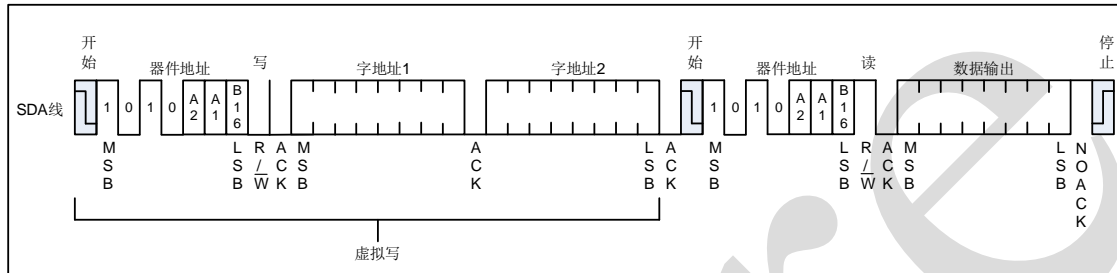 开始 器件地址 写 字地址1 字地址2 开始 器件地址 读 数据输出 停止
SDA线 1 0 1 0 A2 A1 B16 1 0 1 0 A2 A1 B16
MSB LSB R/W ACK MSB ACK LSB ACK MSB LSB R/W ACK MSB LSB NOACK
虚拟写